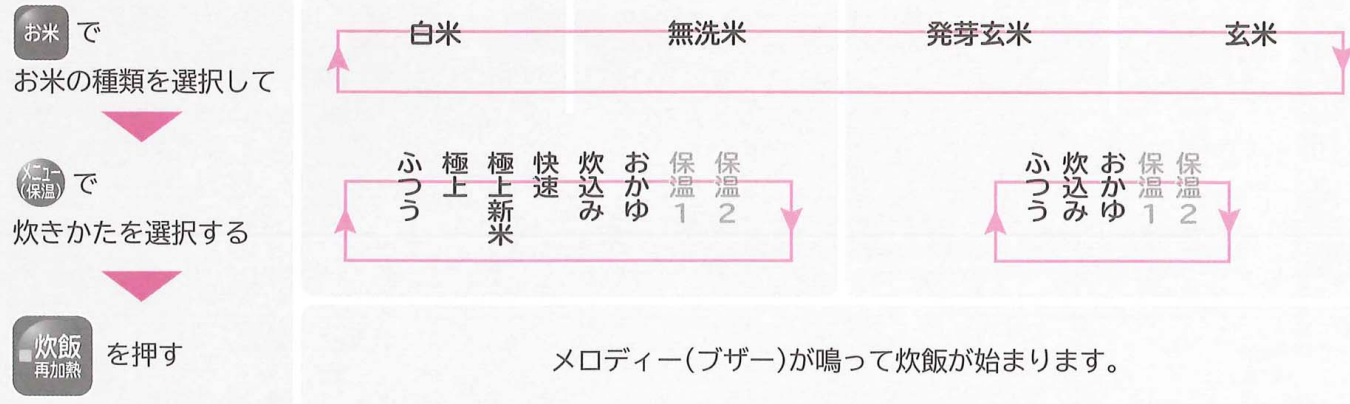 お米 で
お米の種類を選択して
白米 無洗米 発芽玄米 玄米
メニュー
(保温) で
炊きかたを選択する
ふつう
極上
極上新米
快速
炊込み
おかゆ
保温1
保温2
ふつう
炊込み
おかゆ
保温1
保温2
炊飯
再加熱 を押す
メロディー(ブザー)が鳴って炊飯が始まります。